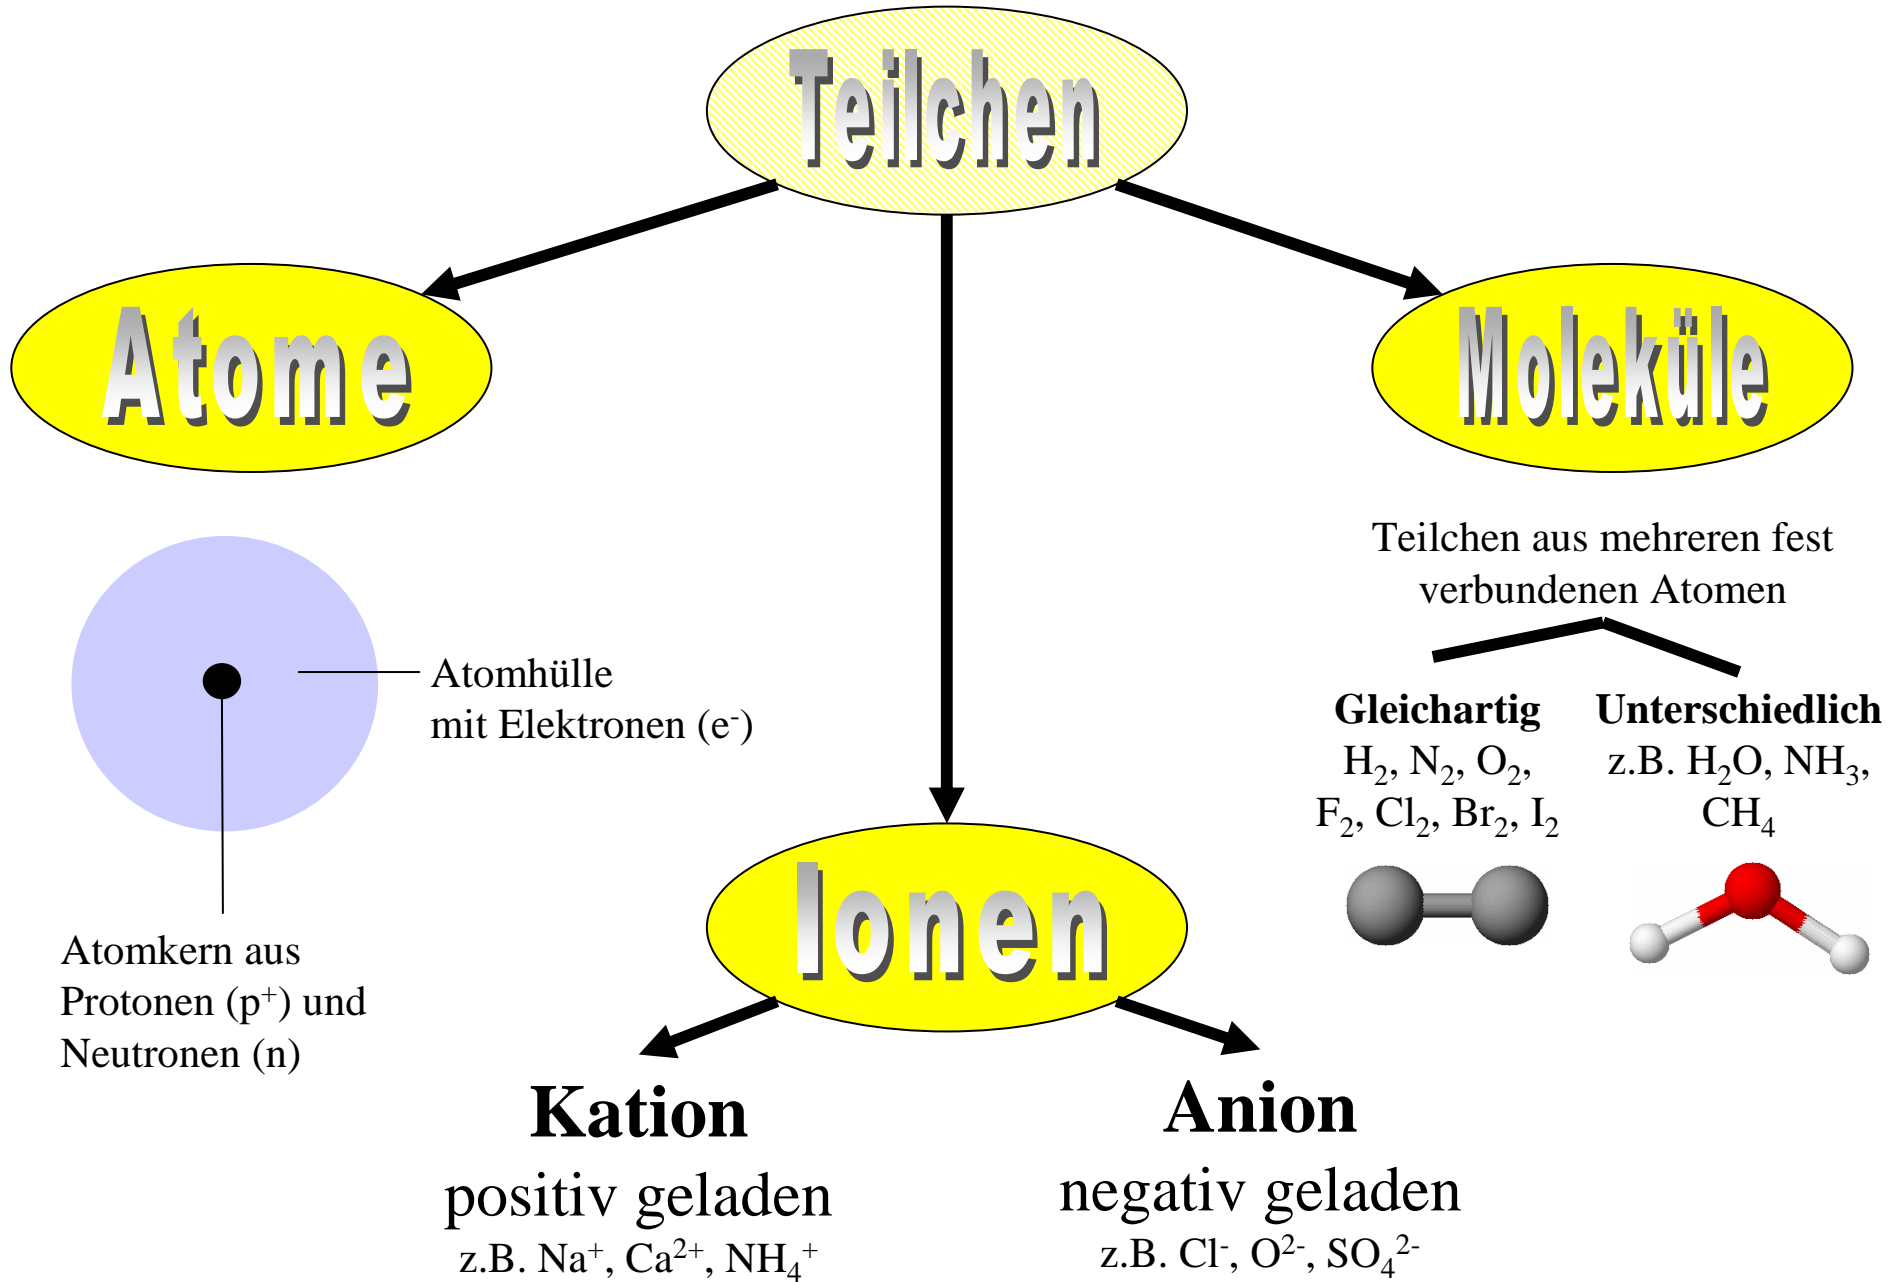 Teilchen
Atome
Moleküle
Atomhülle
mit Elektronen (e⁻)
Atomkern aus
Protonen (p⁺) und
Neutronen (n)
Teilchen aus mehreren fest
verbundenen Atomen
Gleichartig
H₂, N₂, O₂,
F₂, Cl₂, Br₂, I₂
Unterschiedlich
z.B. H₂O, NH₃,
CH₄
Ionen
Kation
positiv geladen
z.B. Na⁺, Ca²⁺, NH₄⁺
Anion
negativ geladen
z.B. Cl⁻, O²⁻, SO₄²⁻